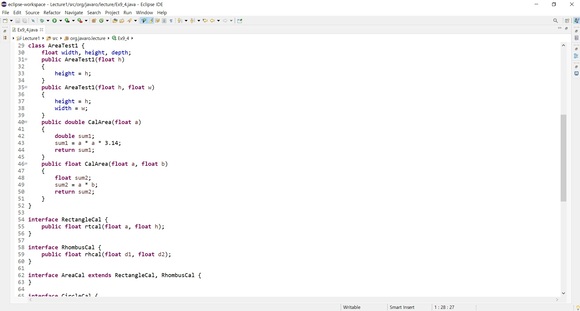 eclipse-workspace - Lecture1/src/org/javaro/lecture/Ex9_4.java - Eclipse IDE
File Edit Source Refactor Navigate Search Project Run Window Help
Ex9_4.java
Lecture1 src org.javaro.lecture Ex9_4
29 class AreaTest1 {
30 float width, height, depth;
31 public AreaTest1(float h)
32 {
33 height = h;
34 }
35 public AreaTest1(float h, float w)
36 {
37 height = h;
38 width = w;
39 }
40 public double CalArea(float a)
41 {
42 double sum1;
43 sum1 = a * a * 3.14;
44 return sum1;
45 }
46 public float CalArea(float a, float b)
47 {
48 float sum2;
49 sum2 = a * b;
50 return sum2;
51 }
52 }
53
54 interface RectangleCal {
55 public float rtcal(float a, float h);
56 }
57
58 interface RhombusCal {
59 public float rhcal(float d1, float d2);
60 }
61
62 interface AreaCal extends RectangleCal, RhombusCal {
63 }
64
65 interface CircleCal {
Writable Smart Insert 1 : 28 : 27